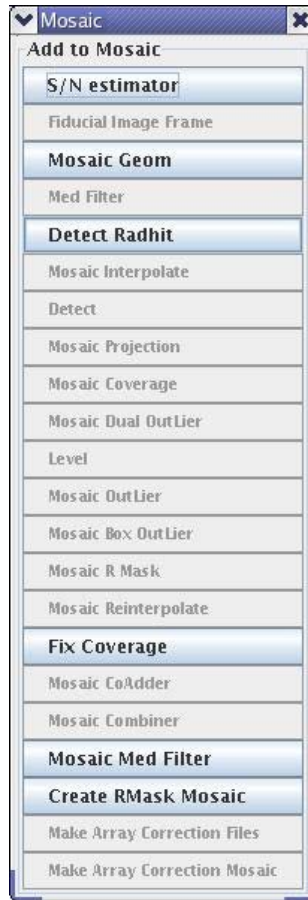 Mosaic
Add to Mosaic
S/N estimator
Fiducial Image Frame
Mosaic Geom
Med Filter
Detect Radhit
Mosaic Interpolate
Detect
Mosaic Projection
Mosaic Coverage
Mosaic Dual OutLier
Level
Mosaic OutLier
Mosaic Box OutLier
Mosaic R Mask
Mosaic Reinterpolate
Fix Coverage
Mosaic CoAdder
Mosaic Combiner
Mosaic Med Filter
Create RMask Mosaic
Make Array Correction Files
Make Array Correction Mosaic